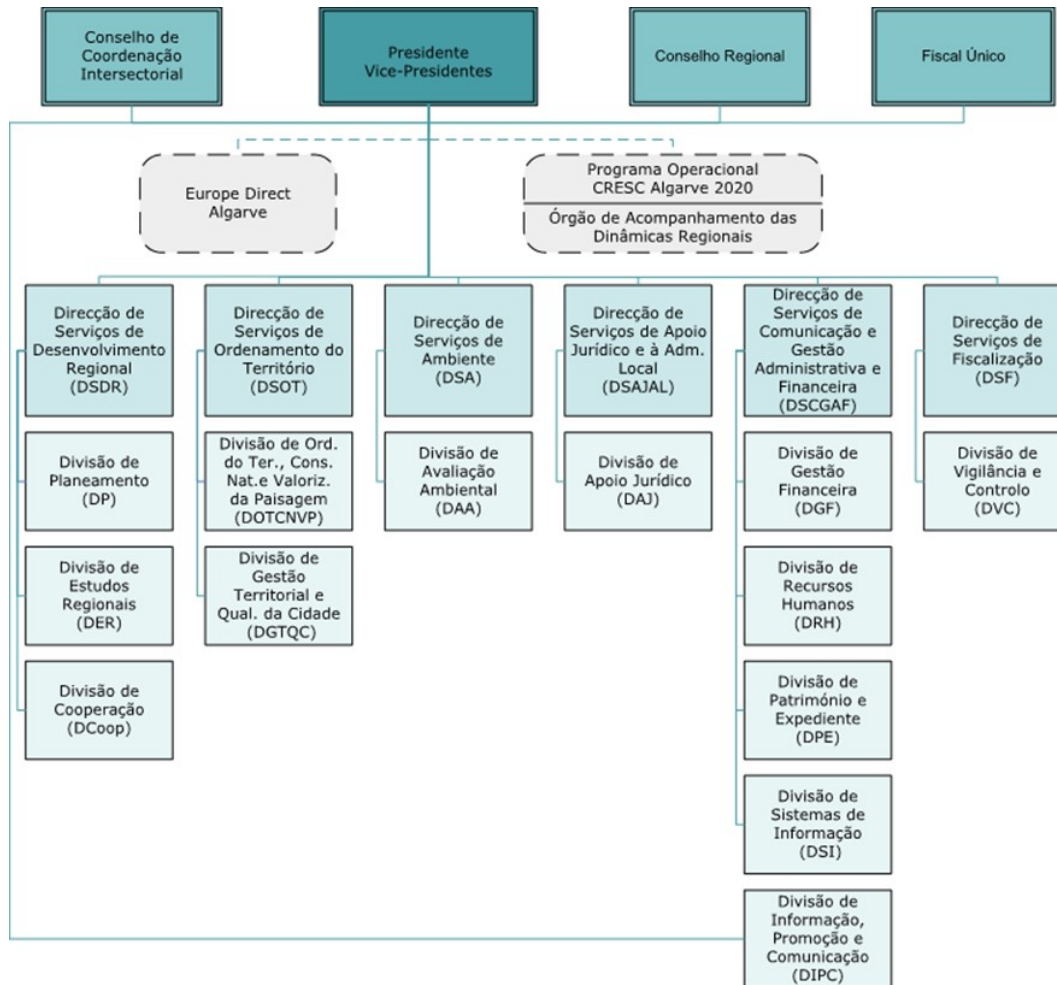 Conselho de
Coordenação
Intersectorial
Presidente
Vice-Presidentes
Conselho Regional
Fiscal Único
Europe Direct
Algarve
Programa Operacional
CRESC Algarve 2020
Órgão de Acompanhamento das
Dinâmicas Regionais
Direcção de
Serviços de
Desenvolvimento
Regional
(DSDR)
Direcção de
Serviços de
Ordenamento do
Território
(DSOT)
Direcção de
Serviços de
Ambiente
(DSA)
Direcção de
Serviços de Apoio
Jurídico e à Adm.
Local
(DSAJAL)
Direcção de
Serviços de
Comunicação e
Gestão
Administrativa e
Financeira
(DSCGAF)
Direcção de
Serviços de
Fiscalização
(DSF)
Divisão de
Planeamento
(DP)
Divisão de Ord.
do Ter., Cons.
Nat.e Valoriz.
da Paisagem
(DOTCNVP)
Divisão de
Avaliação
Ambiental
(DAA)
Divisão de
Apoio Jurídico
(DAJ)
Divisão de
Gestão
Financeira
(DGF)
Divisão de
Vigilância e
Controlo
(DVC)
Divisão de
Estudos
Regionais
(DER)
Divisão de
Gestão
Territorial e
Qual. da Cidade
(DGTQC)
Divisão de
Recursos
Humanos
(DRH)
Divisão de
Cooperação
(DCoop)
Divisão de
Património e
Expediente
(DPE)
Divisão de
Sistemas de
Informação
(DSI)
Divisão de
Informação,
Promoção e
Comunicação
(DIPC)